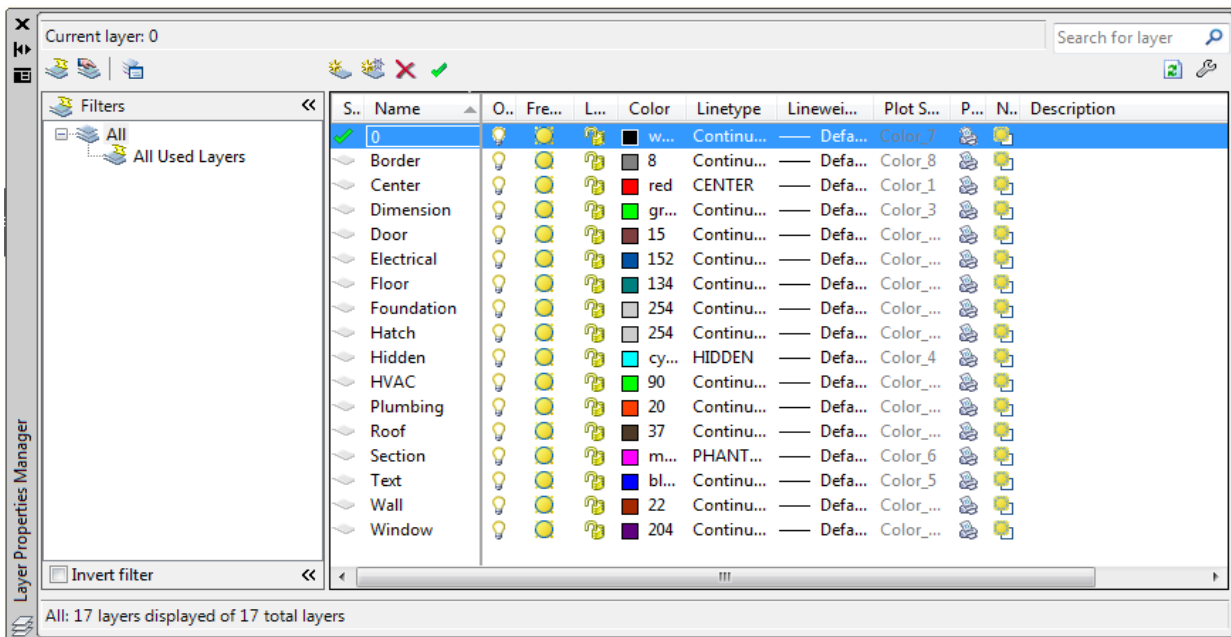 Current layer: 0
Search for layer
Filters
All
All Used Layers
Invert filter
S.. Name O.. Fre... L... Color Linetype Linewei... Plot S... P... N.. Description
0 w... Continu... Defa... Color_7
Border 8 Continu... Defa... Color_8
Center red CENTER Defa... Color_1
Dimension gr... Continu... Defa... Color_3
Door 15 Continu... Defa... Color_...
Electrical 152 Continu... Defa... Color_...
Floor 134 Continu... Defa... Color_...
Foundation 254 Continu... Defa... Color_...
Hatch 254 Continu... Defa... Color_...
Hidden cy... HIDDEN Defa... Color_4
HVAC 90 Continu... Defa... Color_...
Plumbing 20 Continu... Defa... Color_...
Roof 37 Continu... Defa... Color_...
Section m... PHANT... Defa... Color_6
Text bl... Continu... Defa... Color_5
Wall 22 Continu... Defa... Color_...
Window 204 Continu... Defa... Color_...
Layer Properties Manager
All: 17 layers displayed of 17 total layers